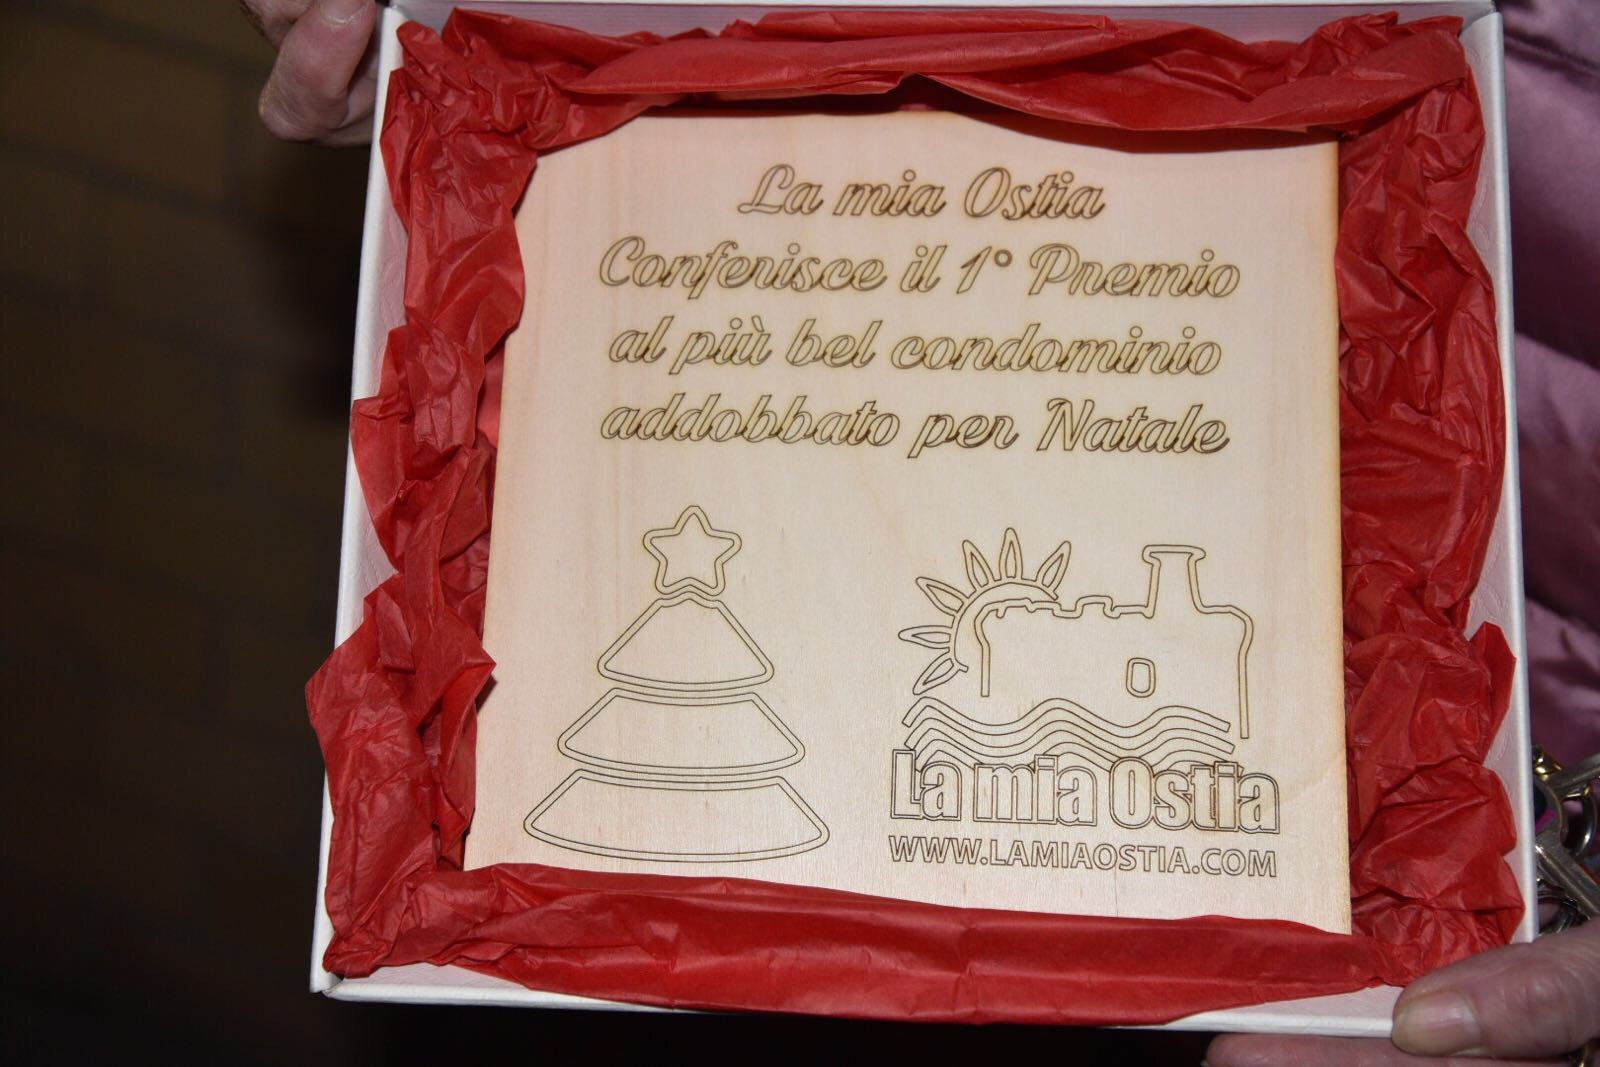 La mia Ostia
Conferisce il 1° Premio
al più bel condominio
addobbato per Natale
La mia Ostia
WWW.LAMIAOSTIA.COM